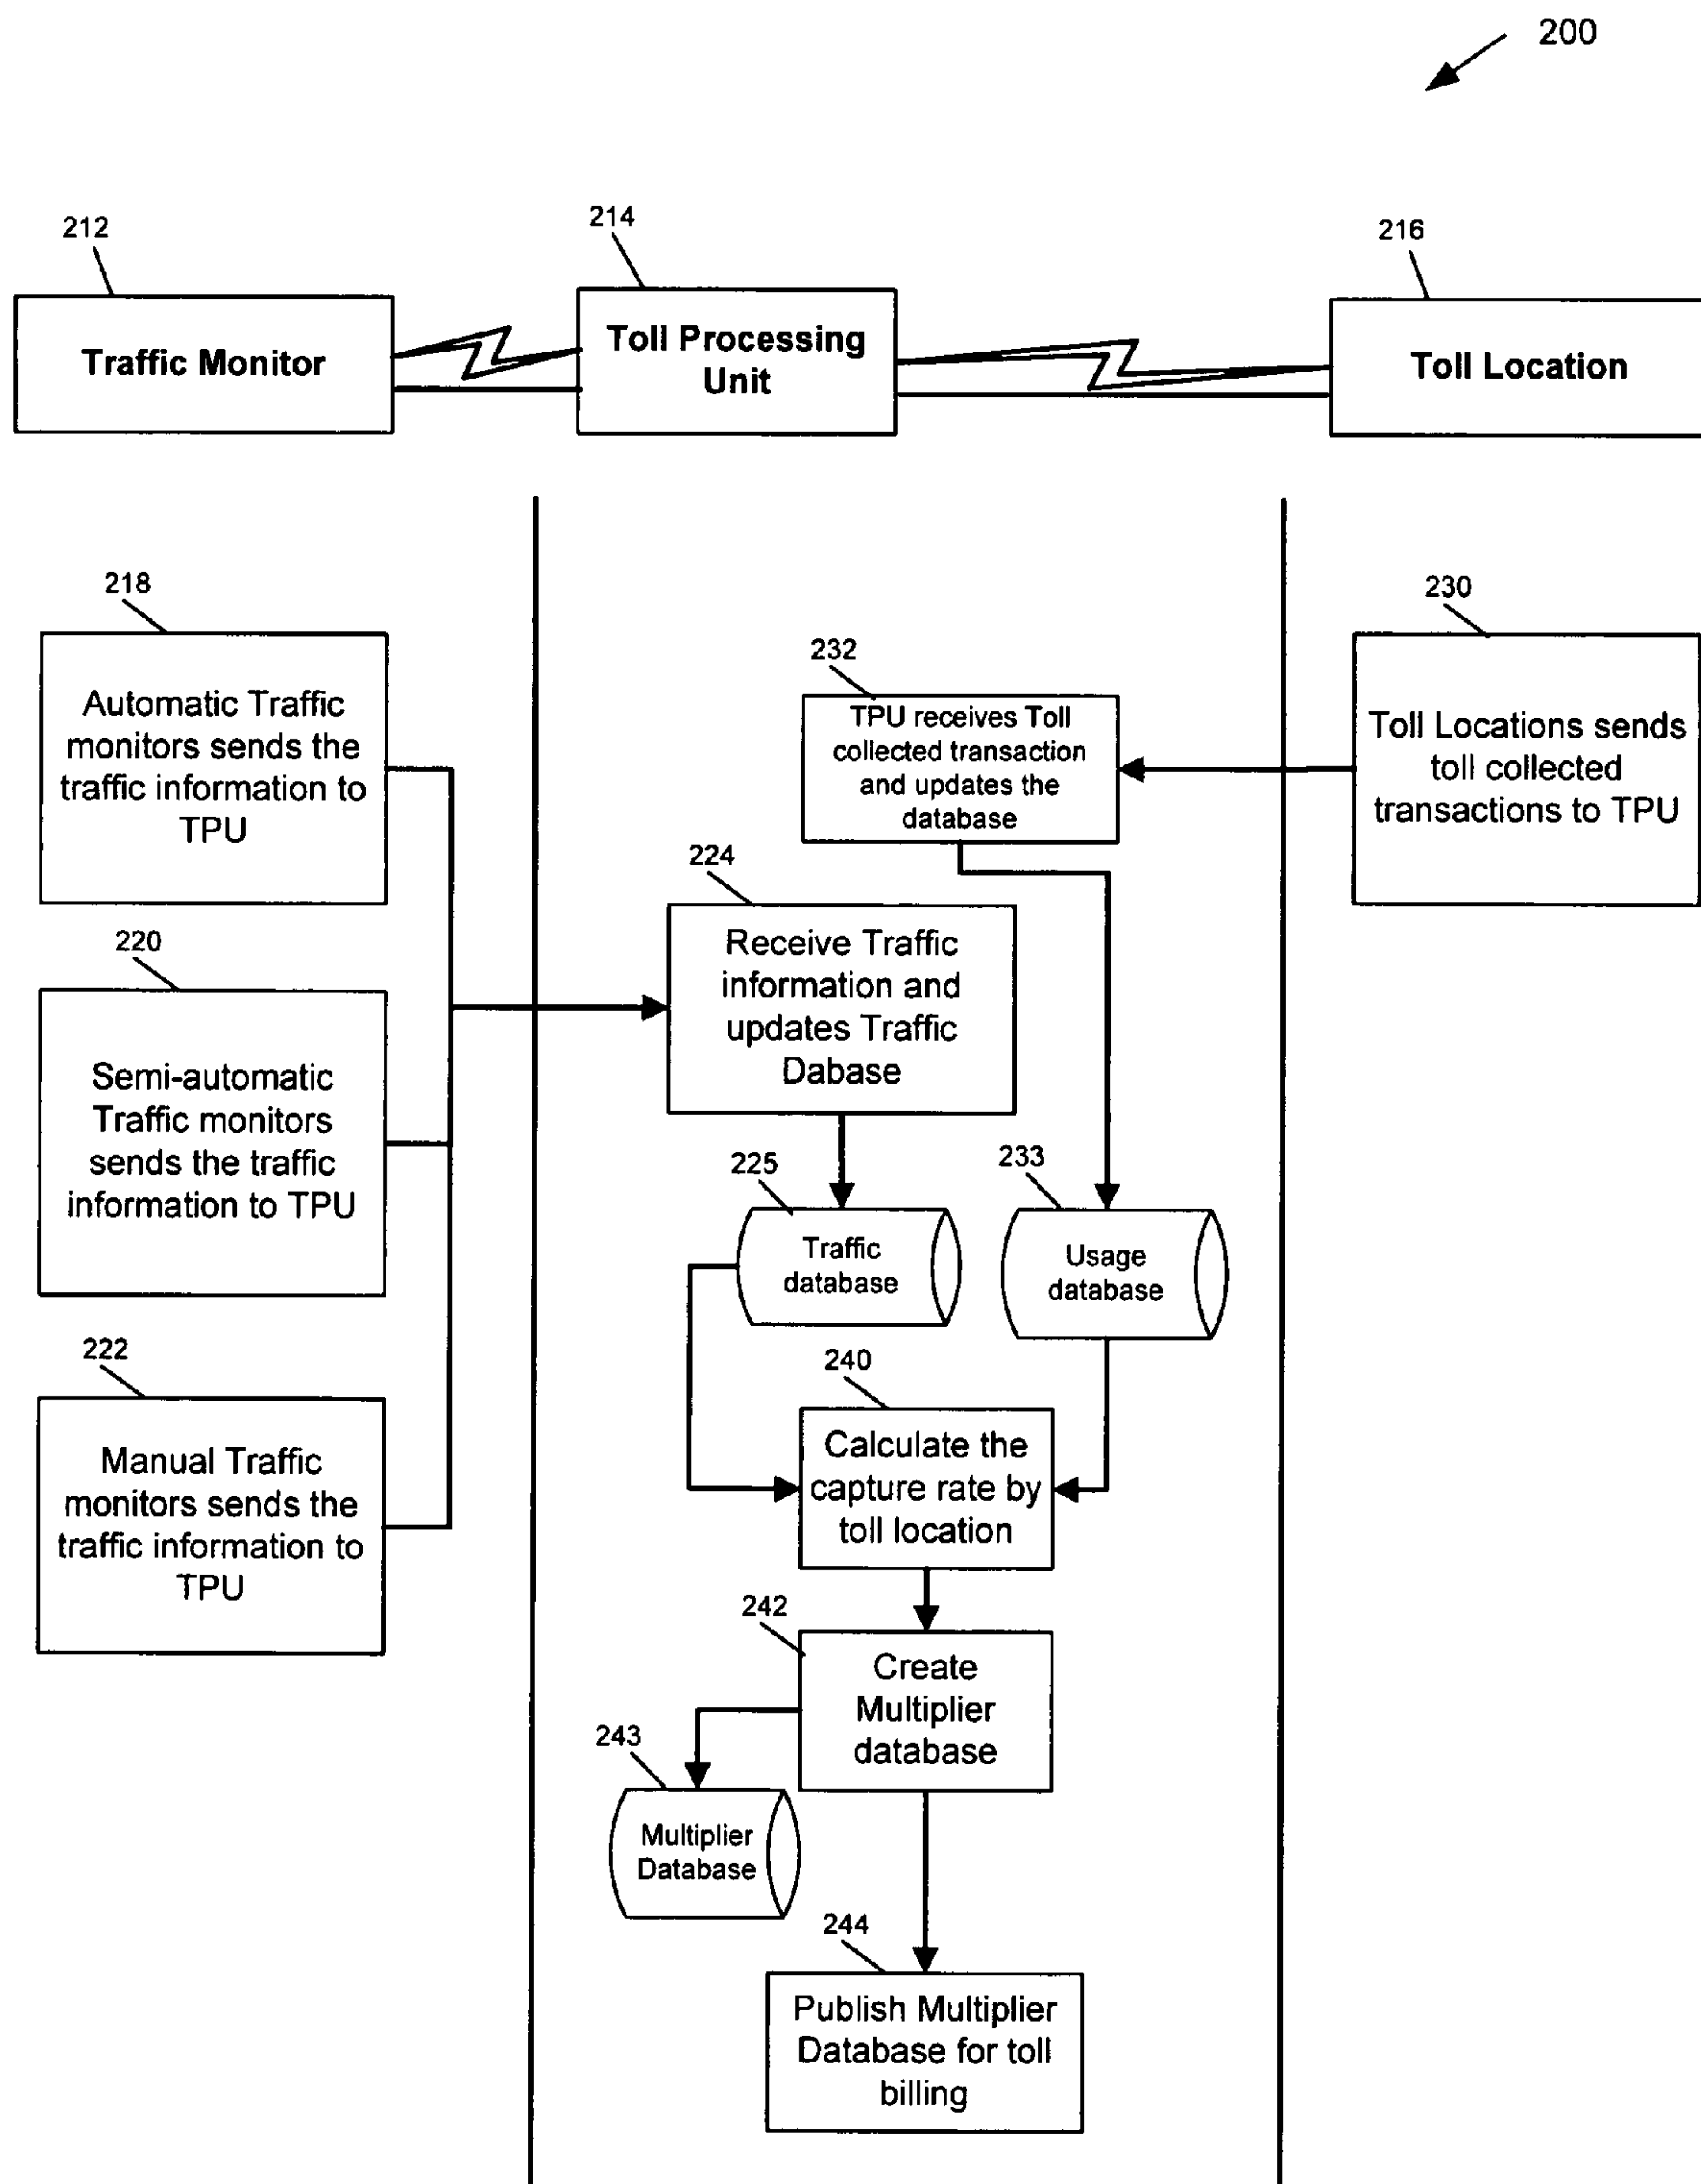 200
212
214
216
Traffic Monitor
Toll Processing
Unit
Toll Location
218
Automatic Traffic
monitors sends the
traffic information to
TPU
220
Semi-automatic
Traffic monitors
sends the traffic
information to TPU
222
Manual Traffic
monitors sends the
traffic information to
TPU
232
TPU receives Toll
collected transaction
and updates the
database
224
Receive Traffic
information and
updates Traffic
Dabase
225
Traffic
database
233
Usage
database
240
Calculate the
capture rate by
toll location
242
Create
Multiplier
database
243
Multiplier
Database
244
Publish Multiplier
Database for toll
billing
230
Toll Locations sends
toll collected
transactions to TPU